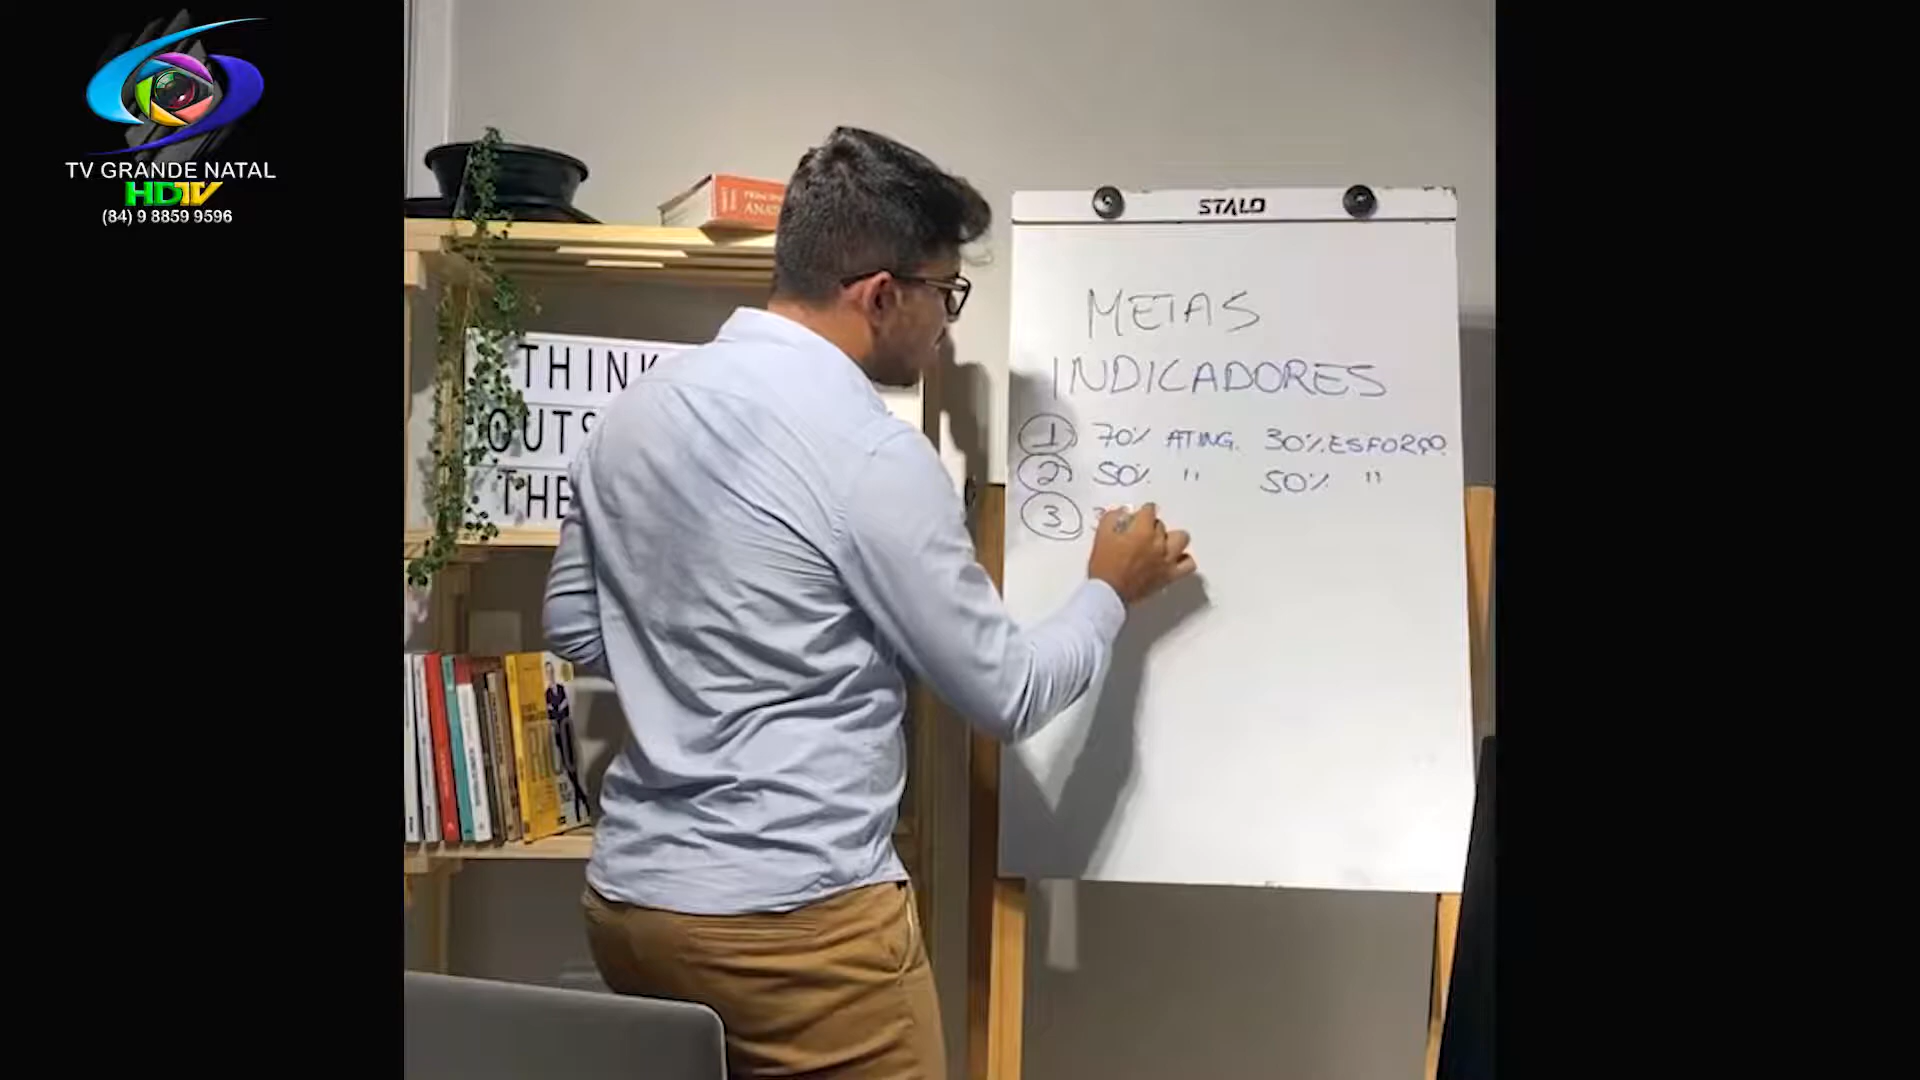 TV GRANDE NATAL
HDTV
(84) 9 8859 9596
STALO
METAS
INDICADORES
1 70% ATING. 30% ESFORÇO.
2 50% " 50% "
3 3
THINK
OUTS
THE